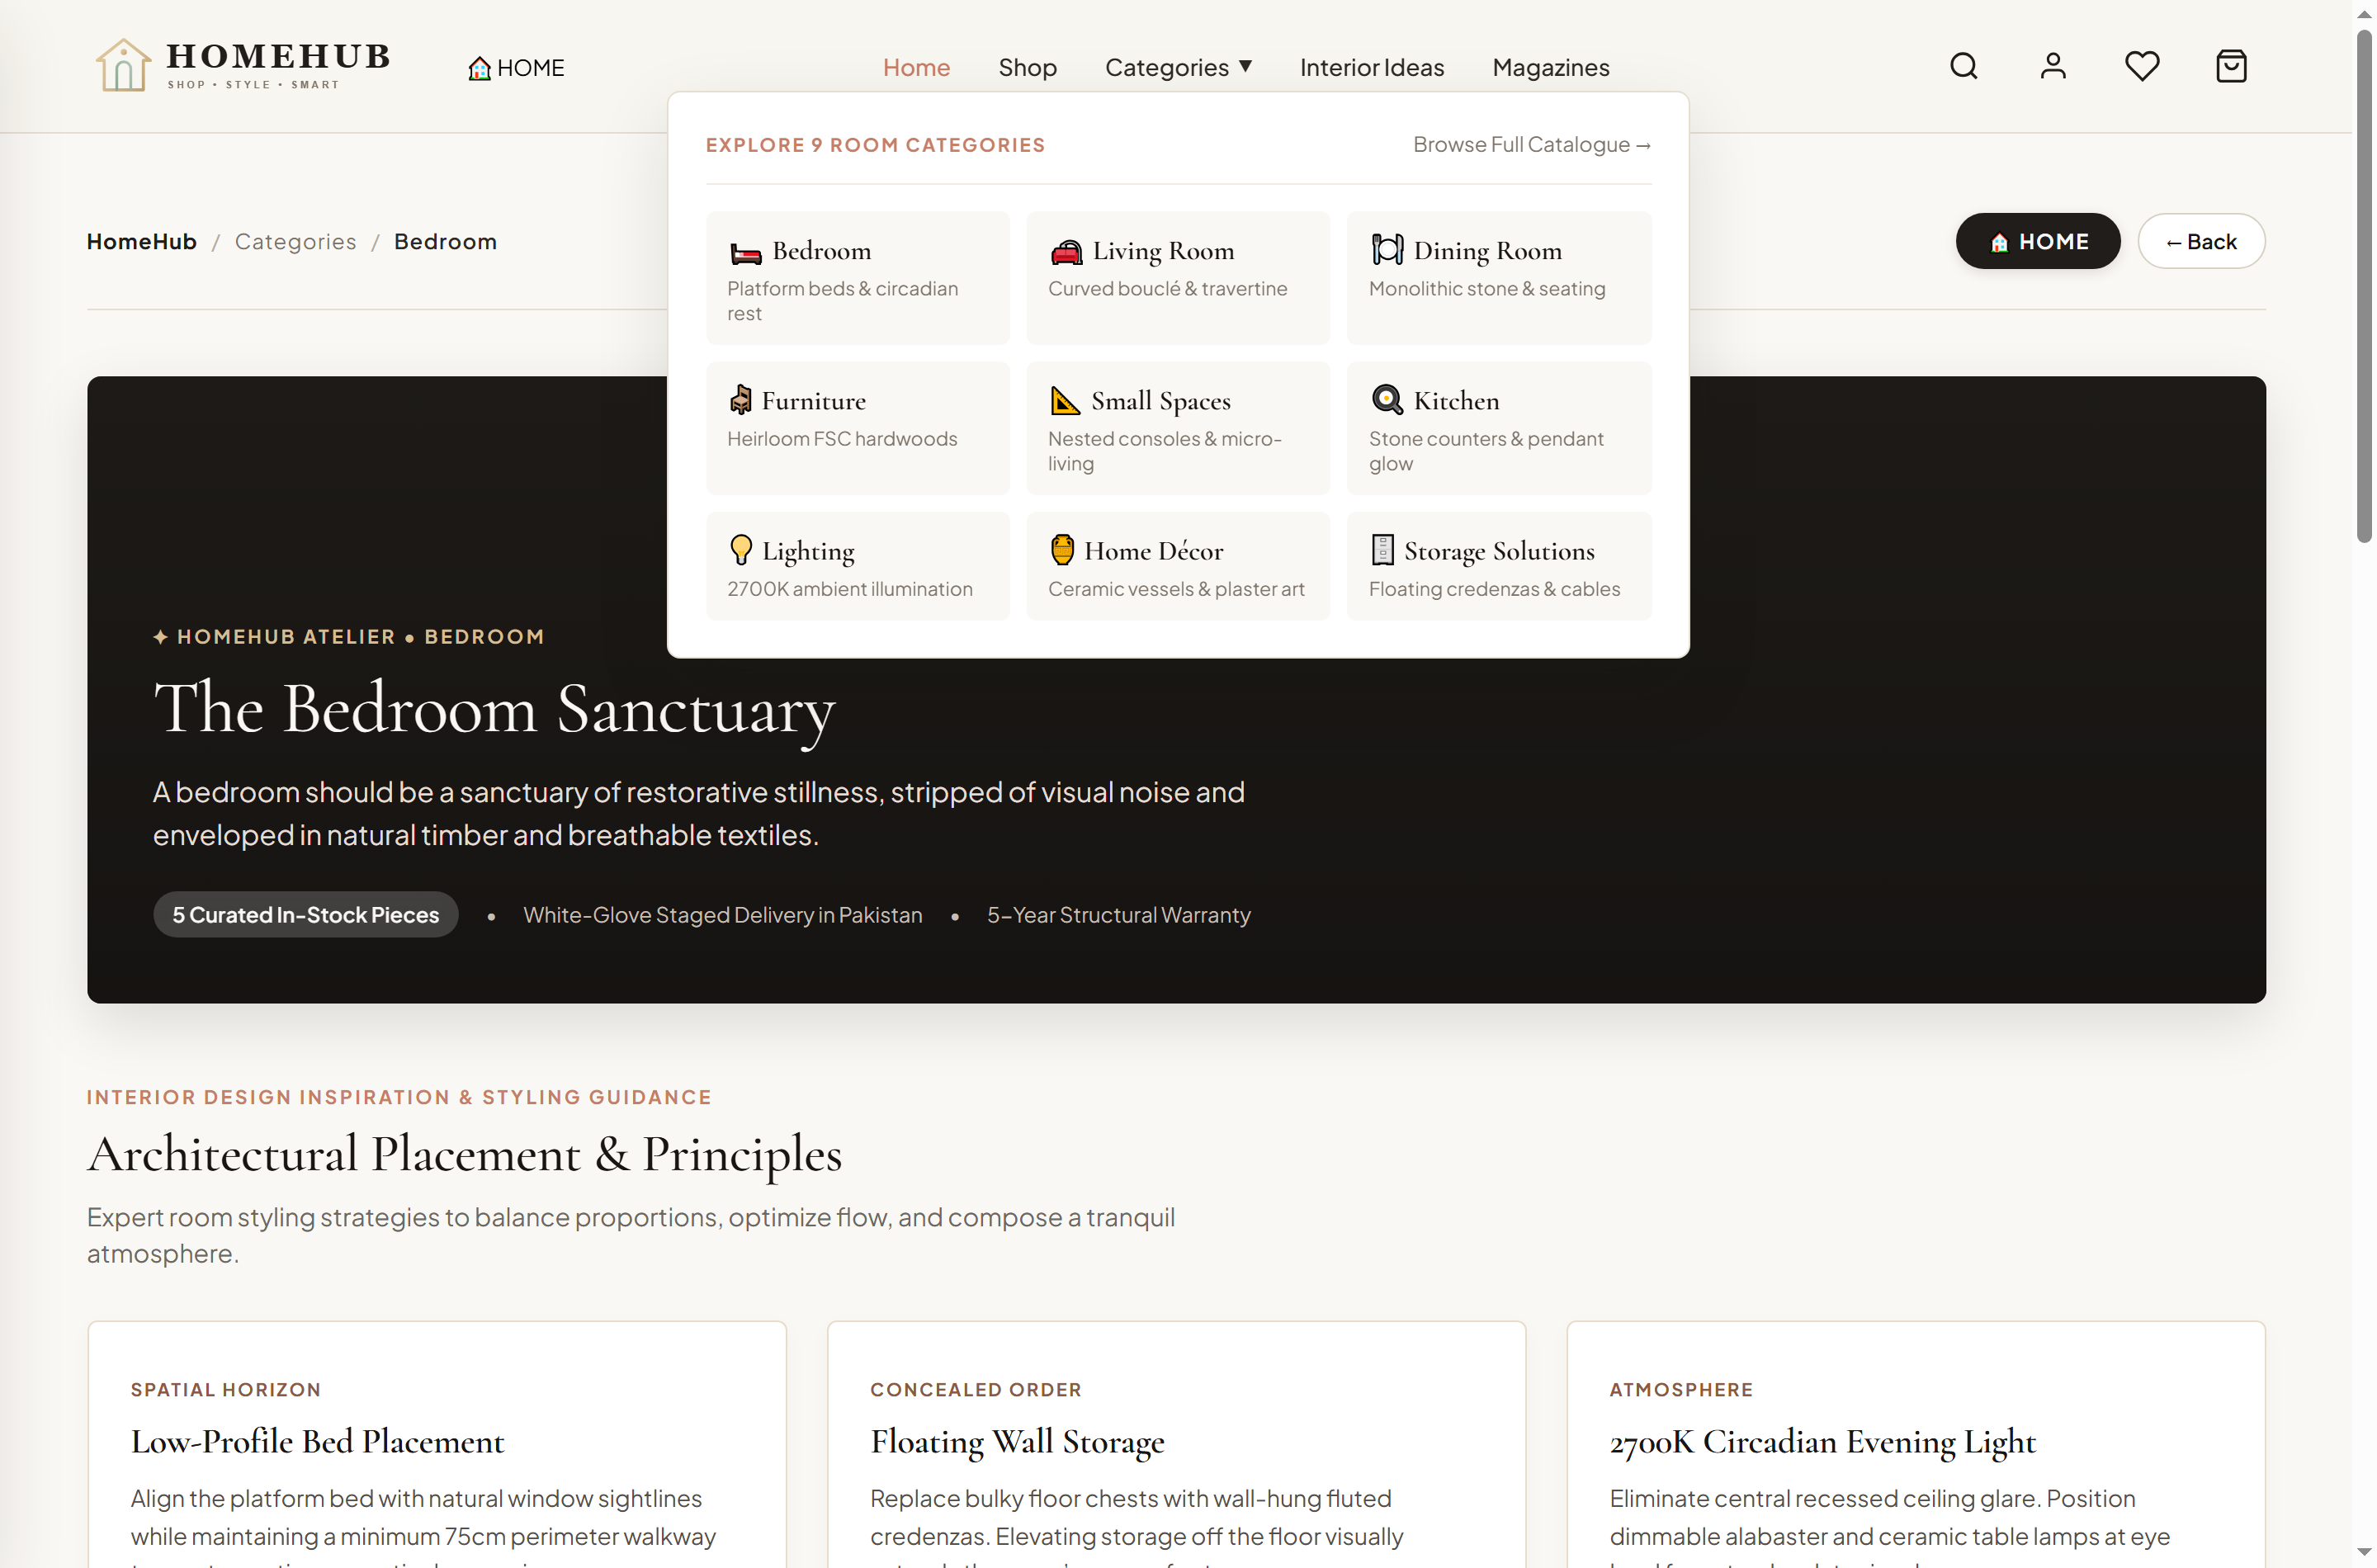 HOMEHUB
SHOP • STYLE • SMART
HOME
Home
Shop
Categories ▼
Interior Ideas
Magazines
EXPLORE 9 ROOM CATEGORIES
Browse Full Catalogue →
Bedroom
Platform beds & circadian
rest
Living Room
Curved bouclé & travertine
Dining Room
Monolithic stone & seating
Furniture
Heirloom FSC hardwoods
Small Spaces
Nested consoles & micro-
living
Kitchen
Stone counters & pendant
glow
Lighting
2700K ambient illumination
Home Décor
Ceramic vessels & plaster art
Storage Solutions
Floating credenzas & cables
HomeHub / Categories / Bedroom
HOME
← Back
✦ HOMEHUB ATELIER • BEDROOM
The Bedroom Sanctuary
A bedroom should be a sanctuary of restorative stillness, stripped of visual noise and
enveloped in natural timber and breathable textiles.
5 Curated In-Stock Pieces • White-Glove Staged Delivery in Pakistan • 5-Year Structural Warranty
INTERIOR DESIGN INSPIRATION & STYLING GUIDANCE
Architectural Placement & Principles
Expert room styling strategies to balance proportions, optimize flow, and compose a tranquil
atmosphere.
SPATIAL HORIZON
Low-Profile Bed Placement
Align the platform bed with natural window sightlines
while maintaining a minimum 75cm perimeter walkway
CONCEALED ORDER
Floating Wall Storage
Replace bulky floor chests with wall-hung fluted
credenzas. Elevating storage off the floor visually
ATMOSPHERE
2700K Circadian Evening Light
Eliminate central recessed ceiling glare. Position
dimmable alabaster and ceramic table lamps at eye